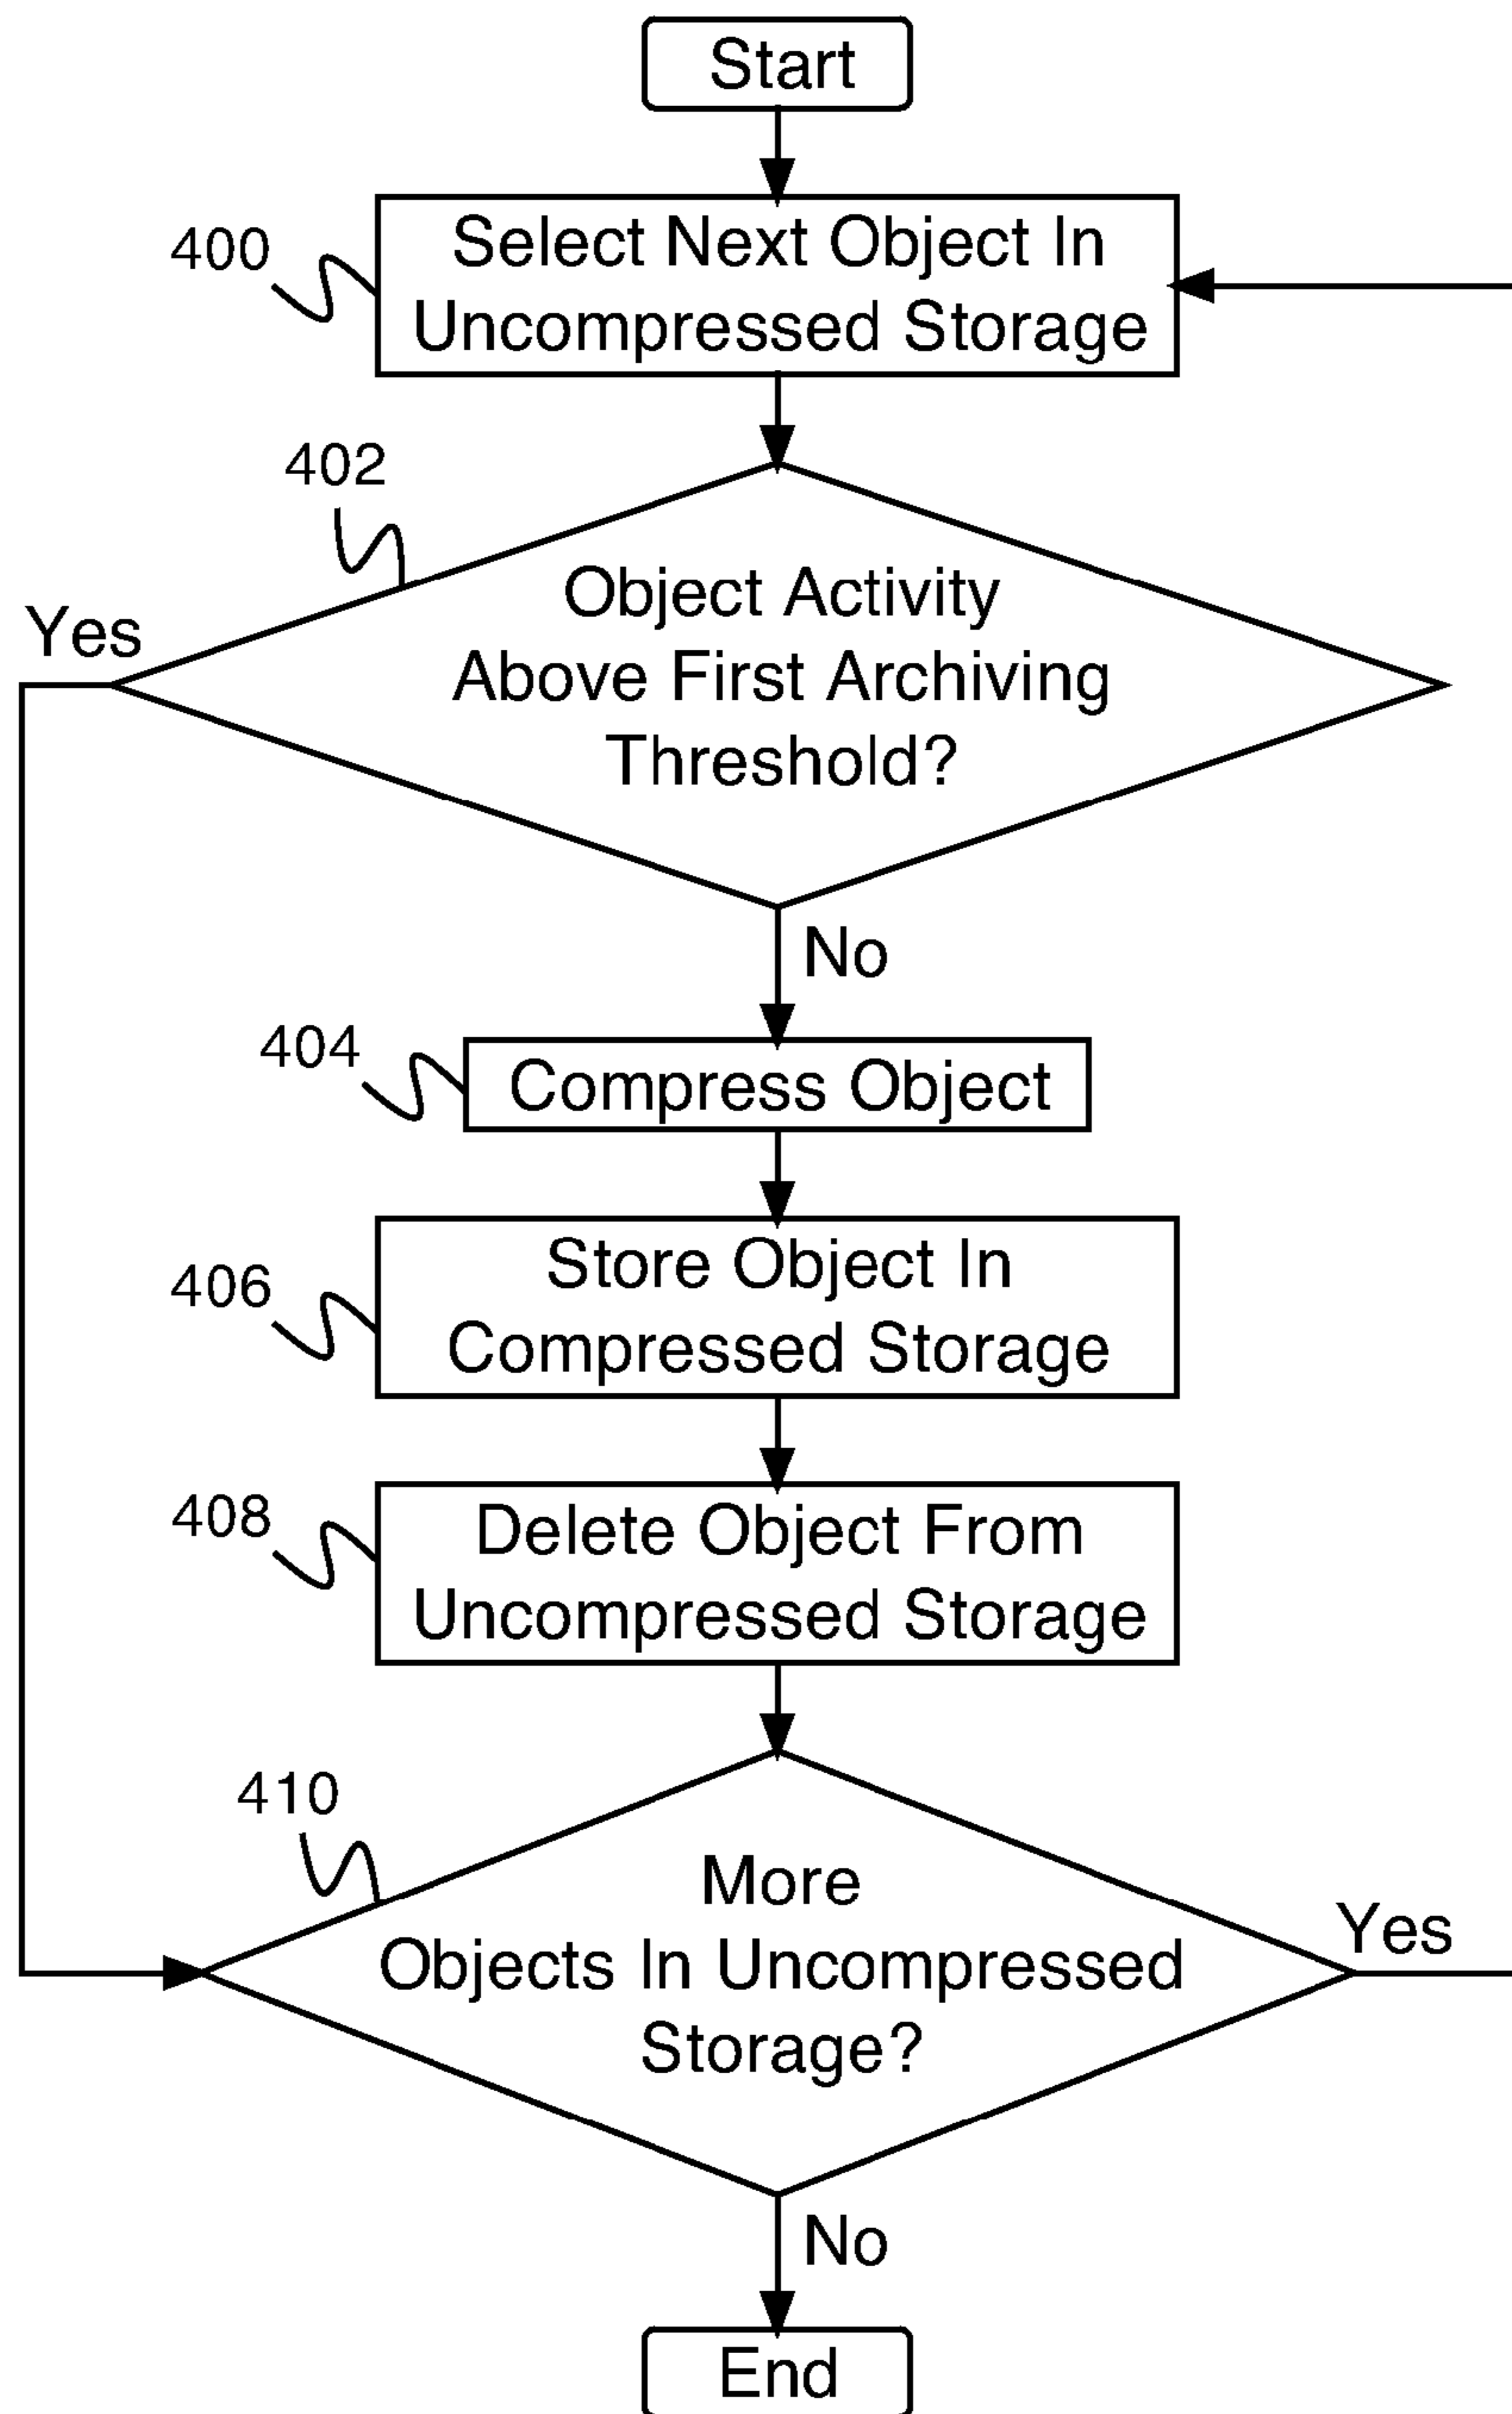 Start
400
Select Next Object In
Uncompressed Storage
402
Yes
Object Activity
Above First Archiving
Threshold?
No
404
Compress Object
406
Store Object In
Compressed Storage
408
Delete Object From
Uncompressed Storage
410
More
Objects In Uncompressed
Storage?
Yes
No
End